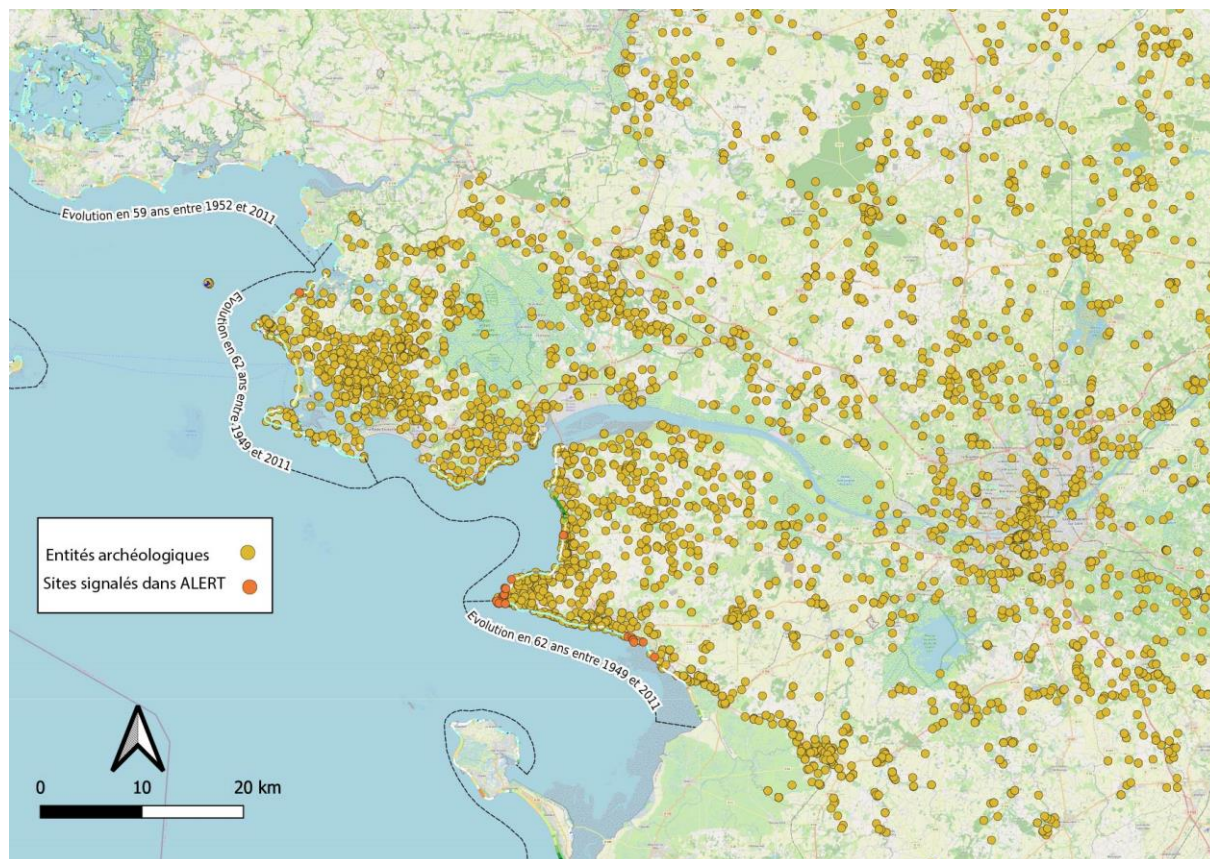 Evolution en 59 ans entre 1952 et 2011
Evolution en 62 ans entre 1949 et 2011
Entités archéologiques
Sites signalés dans ALERT
Evolution en 62 ans entre 1949 et 2011
0 10 20 km